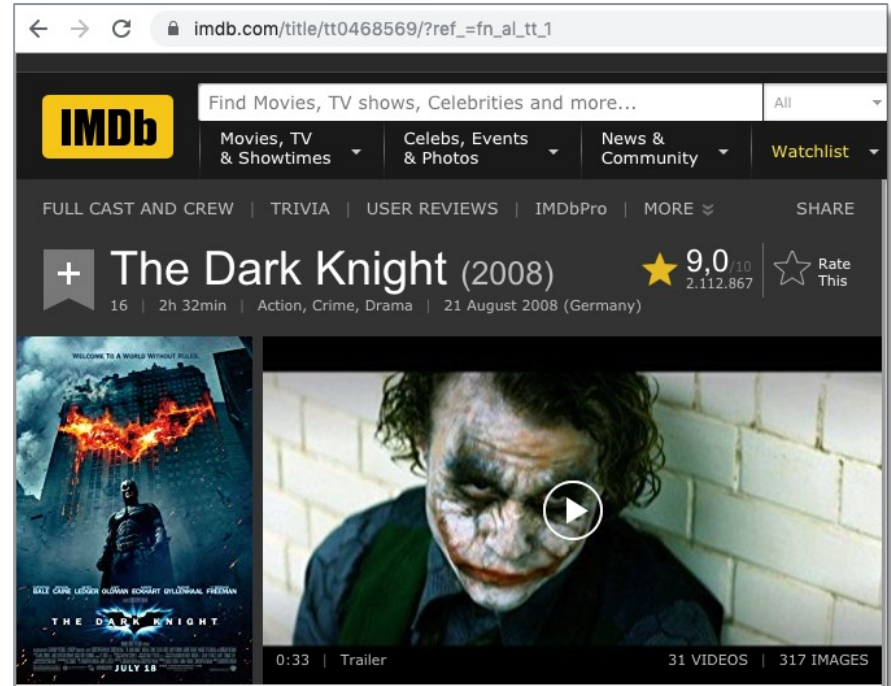 imdb.com/title/tt0468569/?ref_=fn_al_tt_1
IMDb
Find Movies, TV shows, Celebrities and more...
All
Movies, TV
& Showtimes
Celebs, Events
& Photos
News &
Community
Watchlist
FULL CAST AND CREW | TRIVIA | USER REVIEWS | IMDbPro | MORE
SHARE
+ The Dark Knight (2008)
9,0/10
2.112.867
Rate
This
16 | 2h 32min | Action, Crime, Drama | 21 August 2008 (Germany)
WELCOME TO A WORLD WITHOUT RULES.
BALE CAINE LEDGER OLDMAN ECKHART GYLLENHAAL FREEMAN
THE DARK KNIGHT
JULY 18
0:33 | Trailer
31 VIDEOS | 317 IMAGES